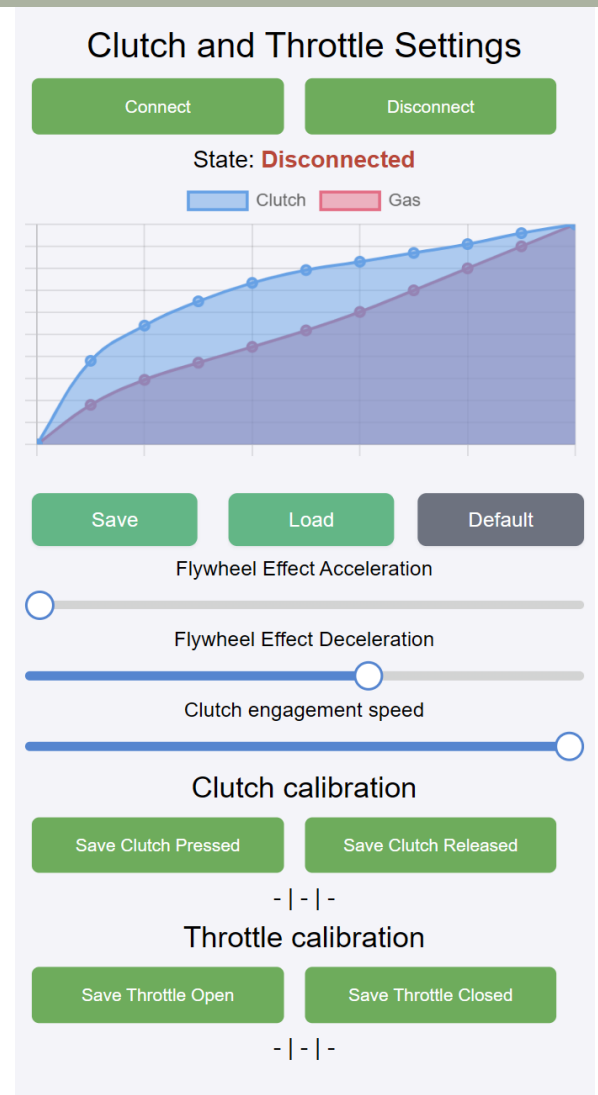 Clutch and Throttle Settings
Connect Disconnect
State: Disconnected
Clutch Gas
Save Load Default
Flywheel Effect Acceleration
Flywheel Effect Deceleration
Clutch engagement speed
Clutch calibration
Save Clutch Pressed Save Clutch Released
- | - | -
Throttle calibration
Save Throttle Open Save Throttle Closed
- | - | -